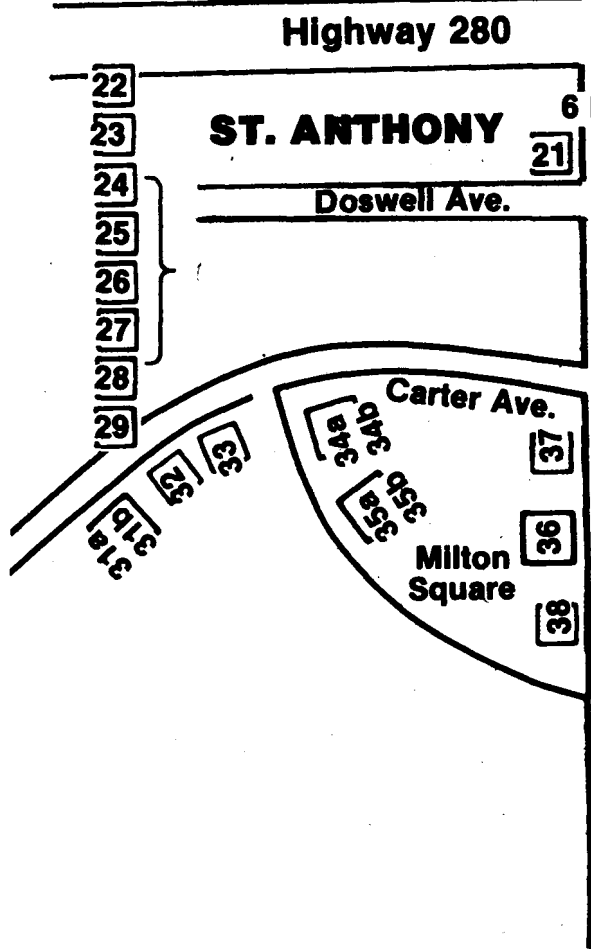 Highway 280
22
ST. ANTHONY
6
23
21
24
Doswell Ave.
25
26
27
28
Carter Ave.
29
34a
34b
33
37
32
35a
35b
31a
31b
36
Milton
Square
38